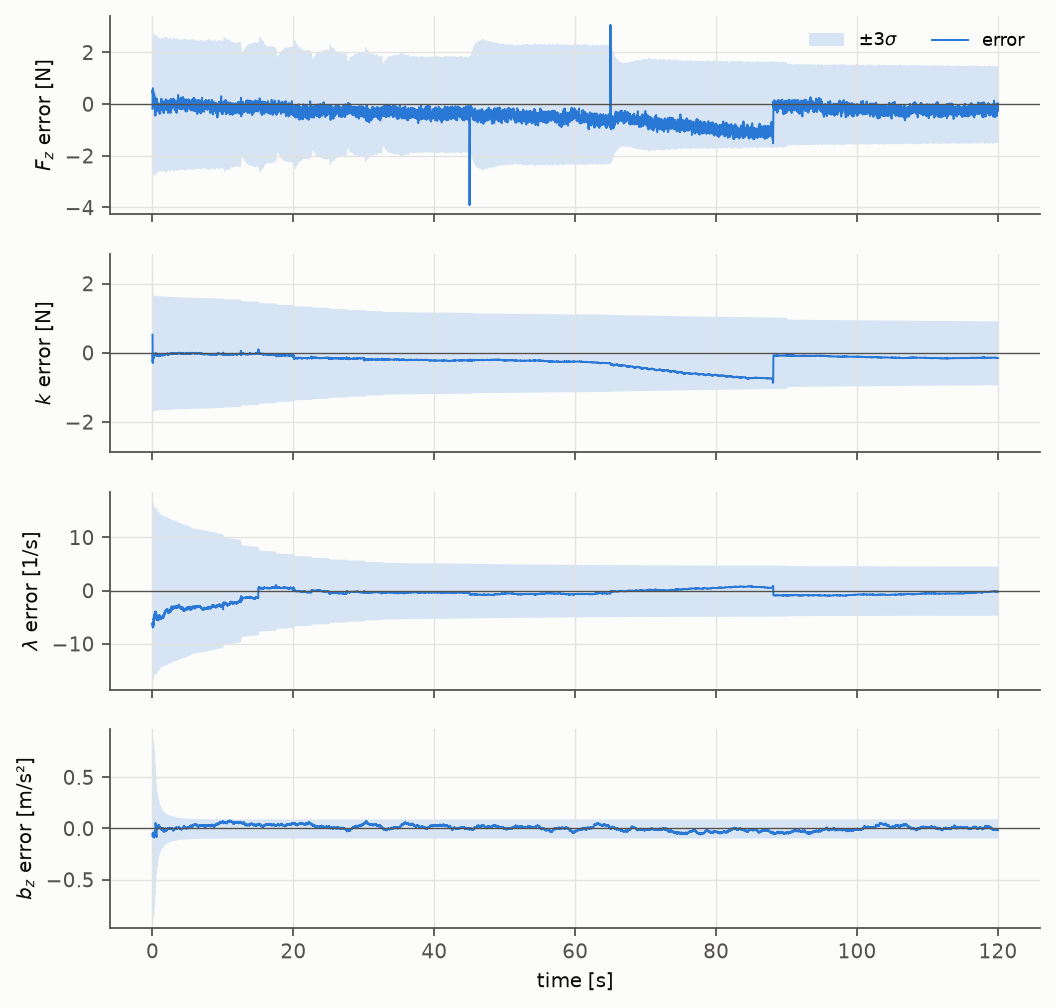 ±3σ error
F_z error [N]
2
0
−2
−4
k error [N]
2
0
−2
λ error [1/s]
10
0
−10
b_z error [m/s²]
0.5
0.0
−0.5
0 20 40 60 80 100 120
time [s]